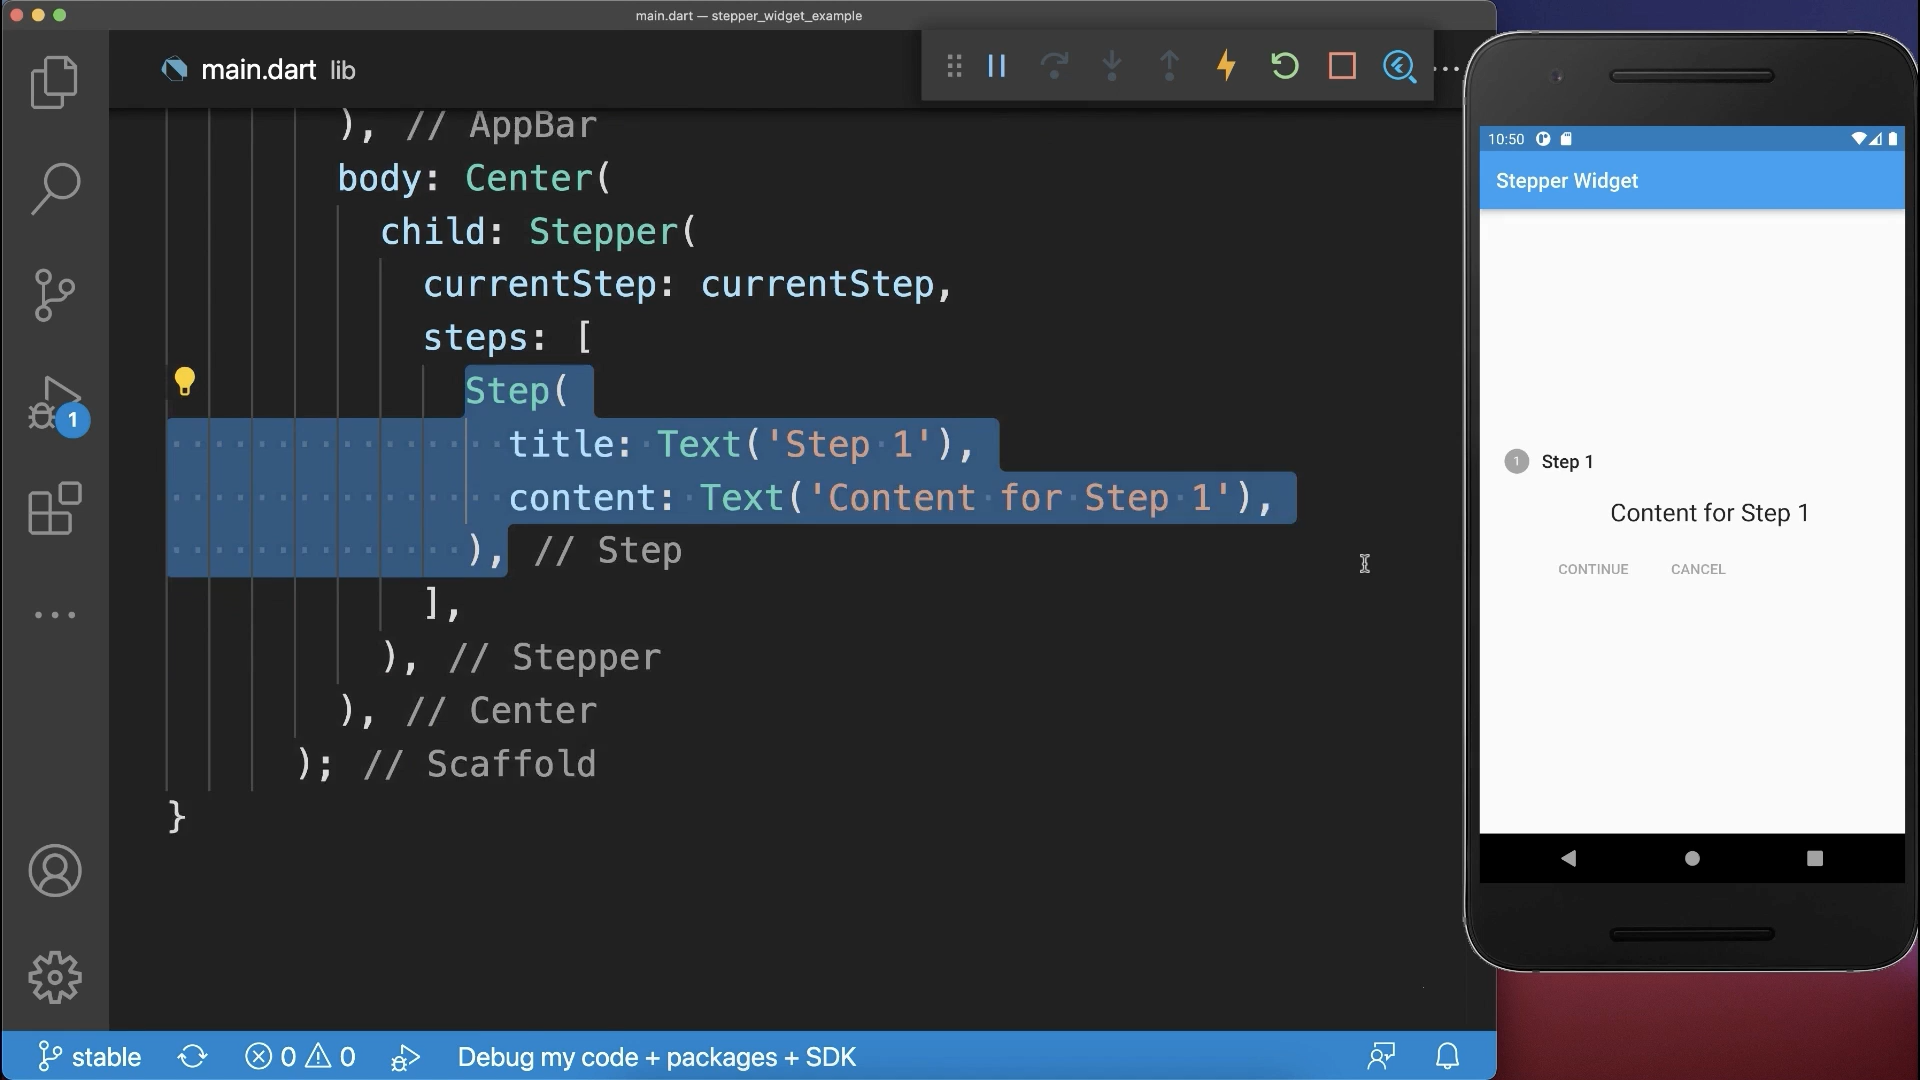 main.dart — stepper_widget_example
main.dart lib
), // AppBar
body: Center(
child: Stepper(
currentStep: currentStep,
steps: [
Step(
title: Text('Step 1'),
content: Text('Content for Step 1'),
), // Step
],
), // Stepper
), // Center
); // Scaffold
}
1
stable
0
0
Debug my code + packages + SDK
10:50
Stepper Widget
1 Step 1
Content for Step 1
CONTINUE CANCEL